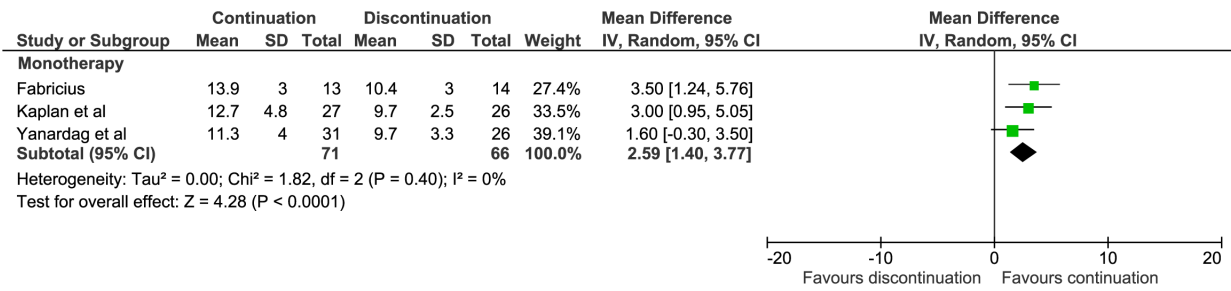 Continuation Discontinuation Mean Difference Mean Difference
Study or Subgroup Mean SD Total Mean SD Total Weight IV, Random, 95% CI IV, Random, 95% CI
Monotherapy
Fabricius 13.9 3 13 10.4 3 14 27.4% 3.50 [1.24, 5.76]
Kaplan et al 12.7 4.8 27 9.7 2.5 26 33.5% 3.00 [0.95, 5.05]
Yanardag et al 11.3 4 31 9.7 3.3 26 39.1% 1.60 [-0.30, 3.50]
Subtotal (95% CI) 71 66 100.0% 2.59 [1.40, 3.77]
Heterogeneity: Tau² = 0.00; Chi² = 1.82, df = 2 (P = 0.40); I² = 0%
Test for overall effect: Z = 4.28 (P < 0.0001)
-20 -10 0 10 20
Favours discontinuation Favours continuation